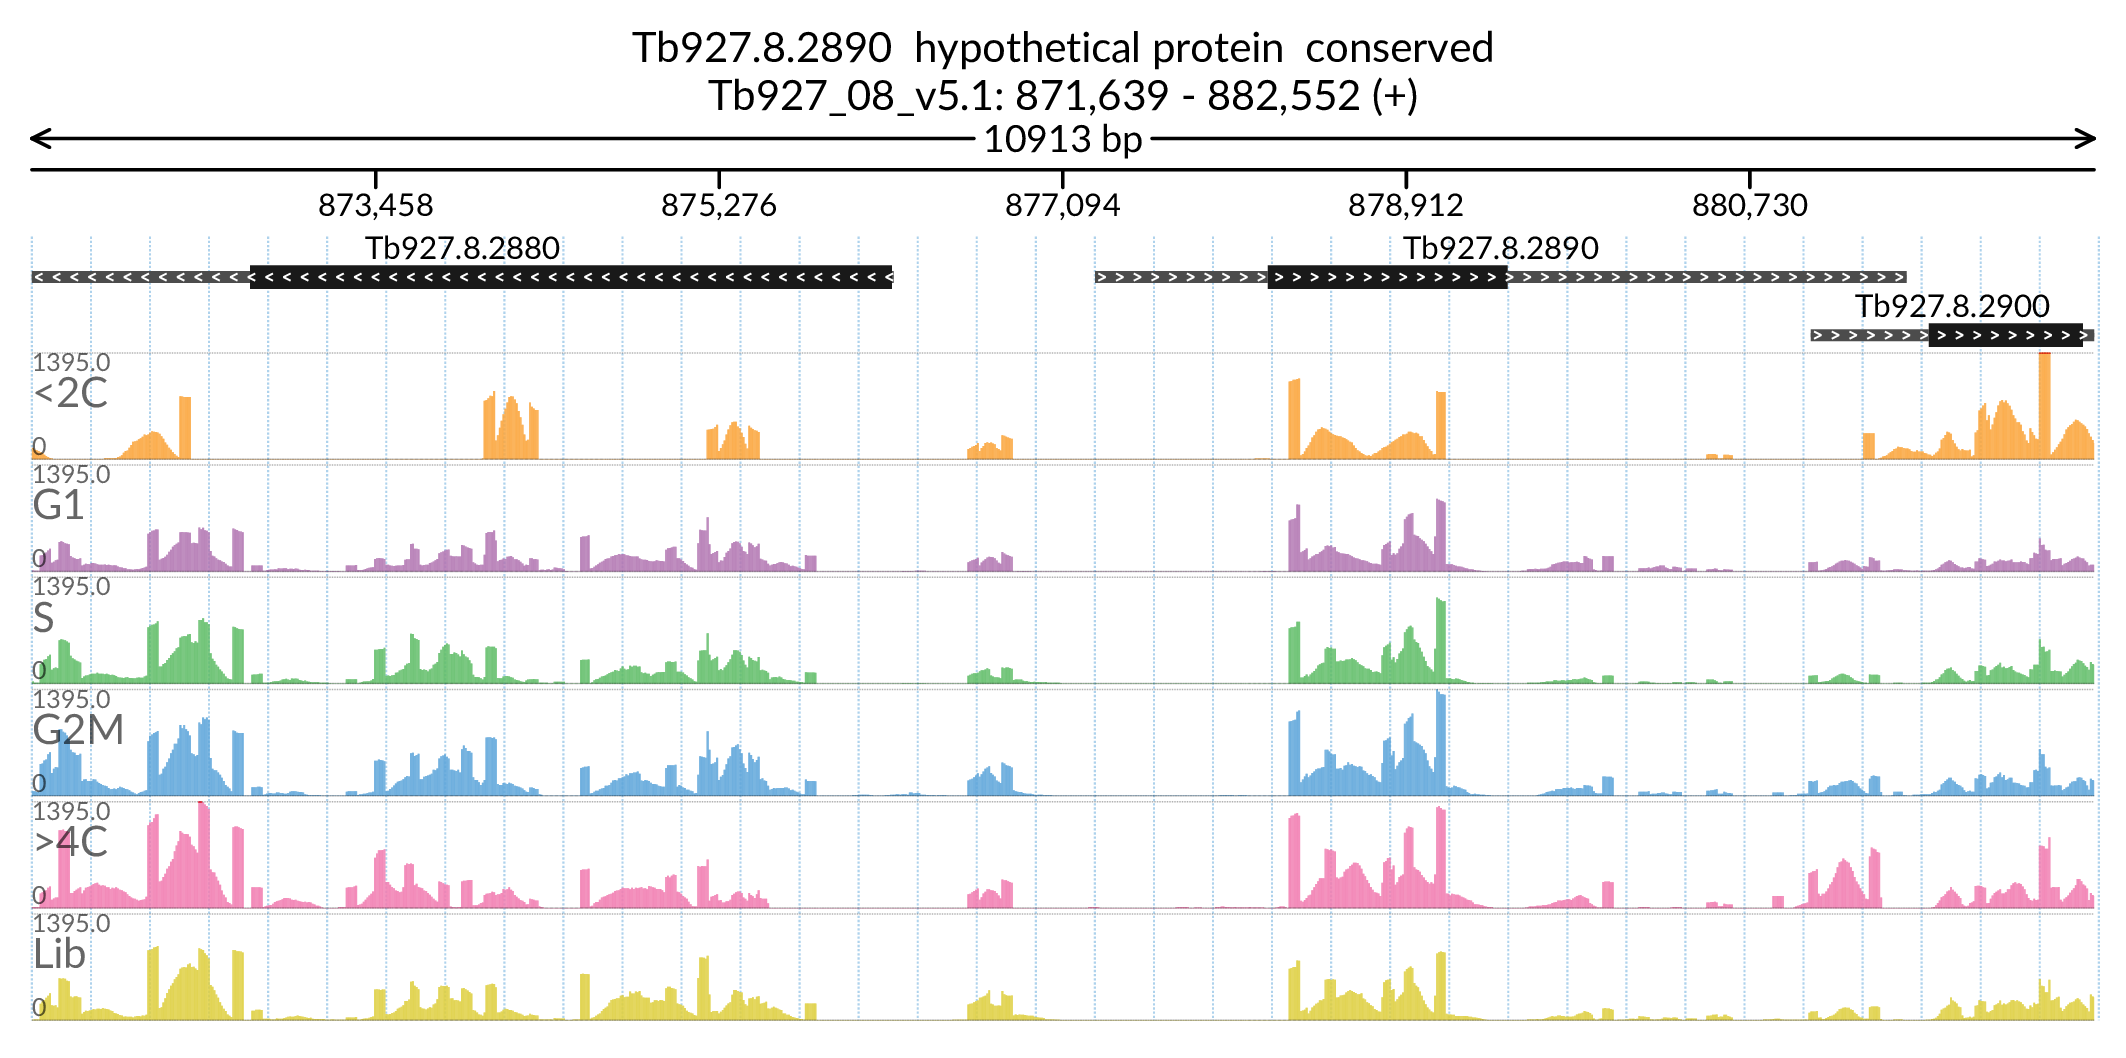 Tb927.8.2890 hypothetical protein conserved
Tb927_08_v5.1: 871,639 - 882,552 (+)
10913 bp
873,458 875,276 877,094 878,912 880,730
Tb927.8.2880 Tb927.8.2890
Tb927.8.2900
1395.0
<2C
0
1395.0
G1
0
1395.0
S
0
1395.0
G2M
0
1395.0
>4C
0
1395.0
Lib
0